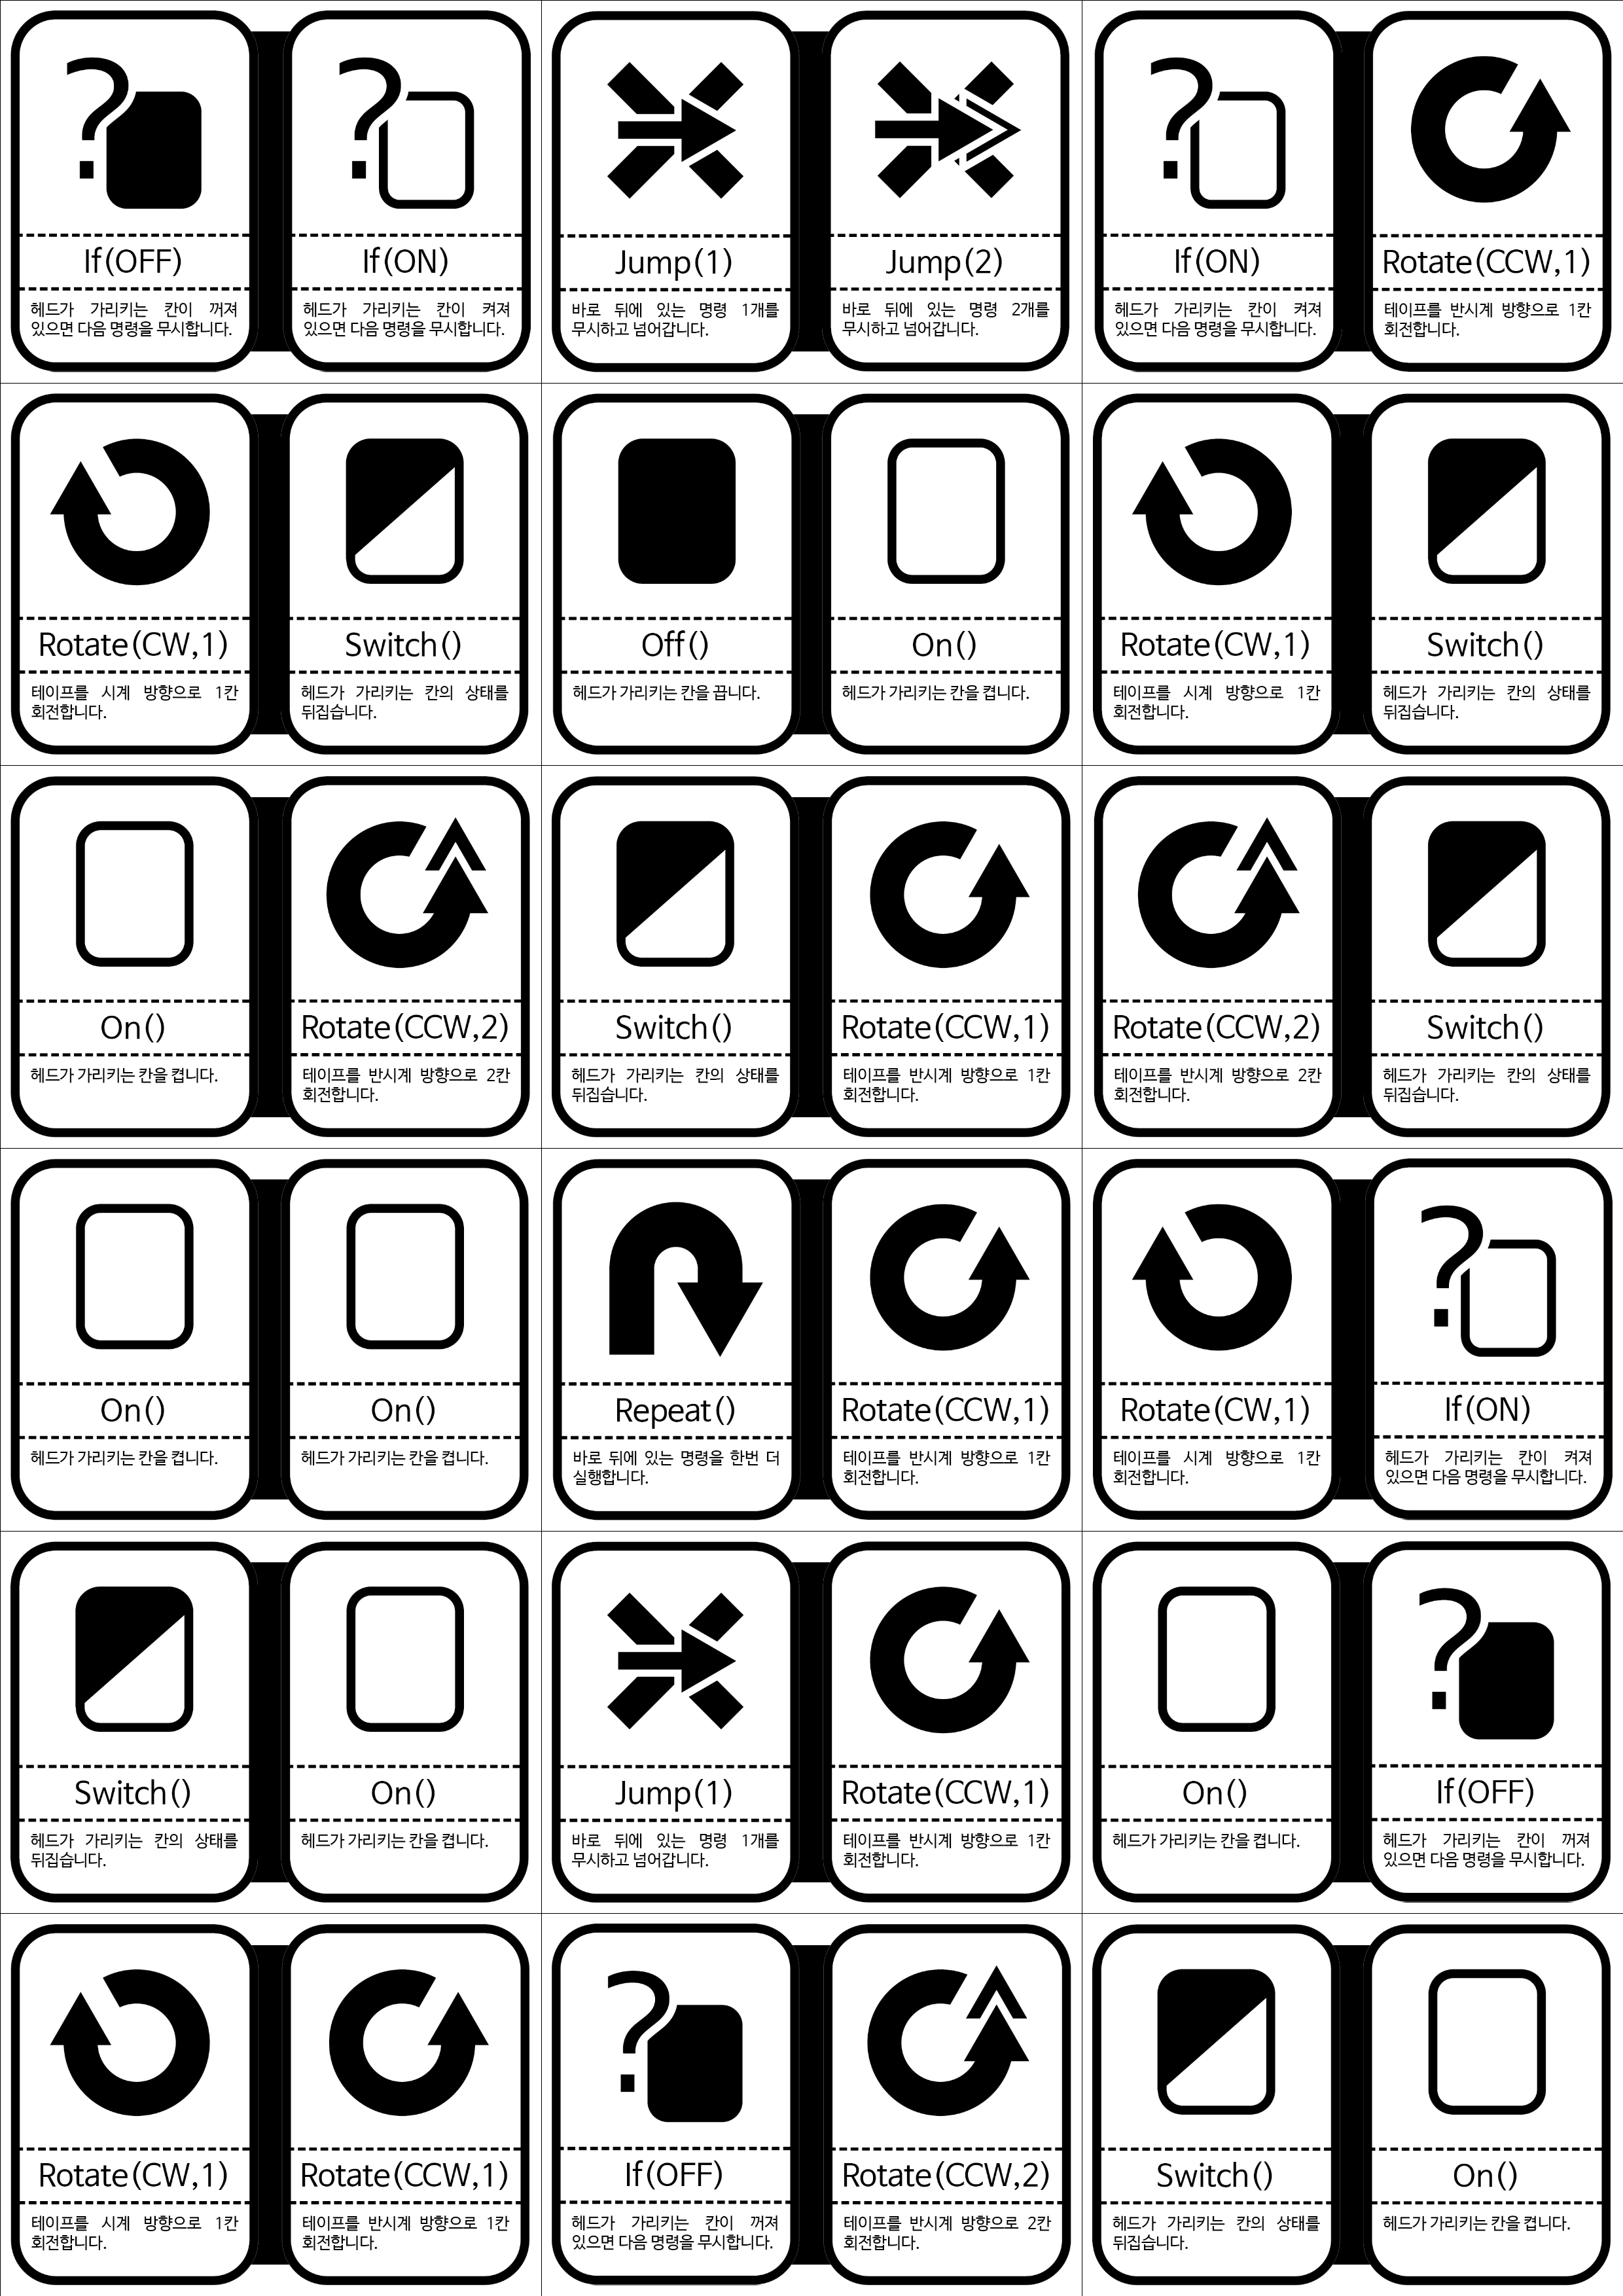 If(OFF)
헤드가 가리키는 칸이 꺼져
있으면 다음 명령을 무시합니다.
If(ON)
헤드가 가리키는 칸이 켜져
있으면 다음 명령을 무시합니다.
Jump(1)
바로 뒤에 있는 명령 1개를
무시하고 넘어갑니다.
Jump(2)
바로 뒤에 있는 명령 2개를
무시하고 넘어갑니다.
If(ON)
헤드가 가리키는 칸이 켜져
있으면 다음 명령을 무시합니다.
Rotate(CCW,1)
테이프를 반시계 방향으로 1칸
회전합니다.
Rotate(CW,1)
테이프를 시계 방향으로 1칸
회전합니다.
Switch()
헤드가 가리키는 칸의 상태를
뒤집습니다.
Off()
헤드가 가리키는 칸을 끕니다.
On()
헤드가 가리키는 칸을 켭니다.
Rotate(CW,1)
테이프를 시계 방향으로 1칸
회전합니다.
Switch()
헤드가 가리키는 칸의 상태를
뒤집습니다.
On()
헤드가 가리키는 칸을 켭니다.
Rotate(CCW,2)
테이프를 반시계 방향으로 2칸
회전합니다.
Switch()
헤드가 가리키는 칸의 상태를
뒤집습니다.
Rotate(CCW,1)
테이프를 반시계 방향으로 1칸
회전합니다.
Rotate(CCW,2)
테이프를 반시계 방향으로 2칸
회전합니다.
Switch()
헤드가 가리키는 칸의 상태를
뒤집습니다.
On()
헤드가 가리키는 칸을 켭니다.
On()
헤드가 가리키는 칸을 켭니다.
Repeat()
바로 뒤에 있는 명령을 한번 더
실행합니다.
Rotate(CCW,1)
테이프를 반시계 방향으로 1칸
회전합니다.
Rotate(CW,1)
테이프를 시계 방향으로 1칸
회전합니다.
If(ON)
헤드가 가리키는 칸이 켜져
있으면 다음 명령을 무시합니다.
Switch()
헤드가 가리키는 칸의 상태를
뒤집습니다.
On()
헤드가 가리키는 칸을 켭니다.
Jump(1)
바로 뒤에 있는 명령 1개를
무시하고 넘어갑니다.
Rotate(CCW,1)
테이프를 반시계 방향으로 1칸
회전합니다.
On()
헤드가 가리키는 칸을 켭니다.
If(OFF)
헤드가 가리키는 칸이 꺼져
있으면 다음 명령을 무시합니다.
Rotate(CW,1)
테이프를 시계 방향으로 1칸
회전합니다.
Rotate(CCW,1)
테이프를 반시계 방향으로 1칸
회전합니다.
If(OFF)
헤드가 가리키는 칸이 꺼져
있으면 다음 명령을 무시합니다.
Rotate(CCW,2)
테이프를 반시계 방향으로 2칸
회전합니다.
Switch()
헤드가 가리키는 칸의 상태를
뒤집습니다.
On()
헤드가 가리키는 칸을 켭니다.